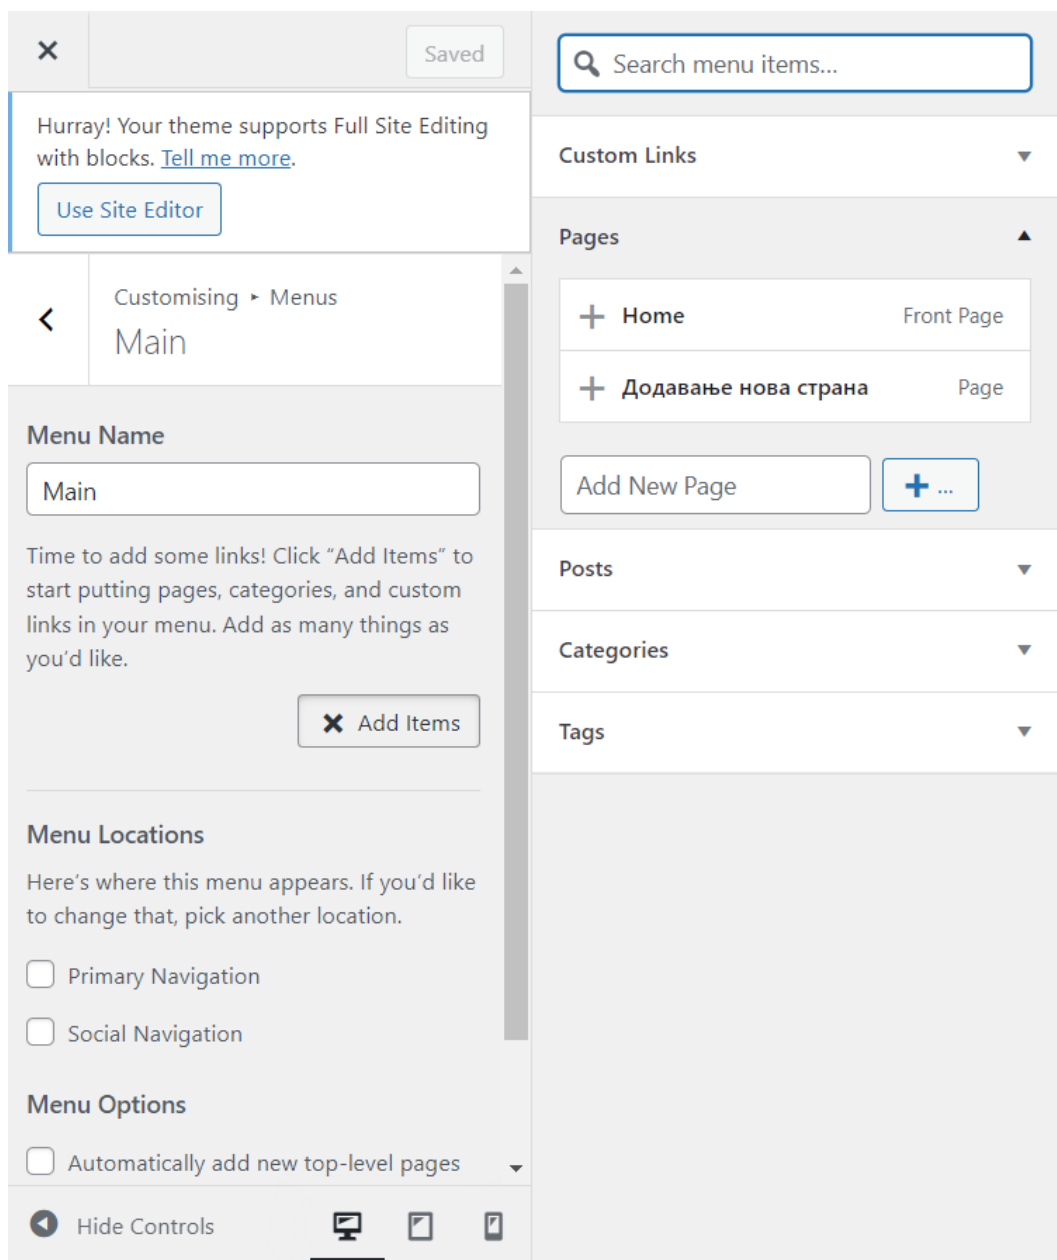 Saved
Hurray! Your theme supports Full Site Editing
with blocks. Tell me more.
Use Site Editor
Customising ▸ Menus
Main
Menu Name
Main
Time to add some links! Click “Add Items” to
start putting pages, categories, and custom
links in your menu. Add as many things as
you’d like.
Add Items
Menu Locations
Here’s where this menu appears. If you’d like
to change that, pick another location.
Primary Navigation
Social Navigation
Menu Options
Automatically add new top-level pages
Hide Controls
Search menu items...
Custom Links
Pages
Home Front Page
Додавање нова страна Page
Add New Page
+ ...
Posts
Categories
Tags